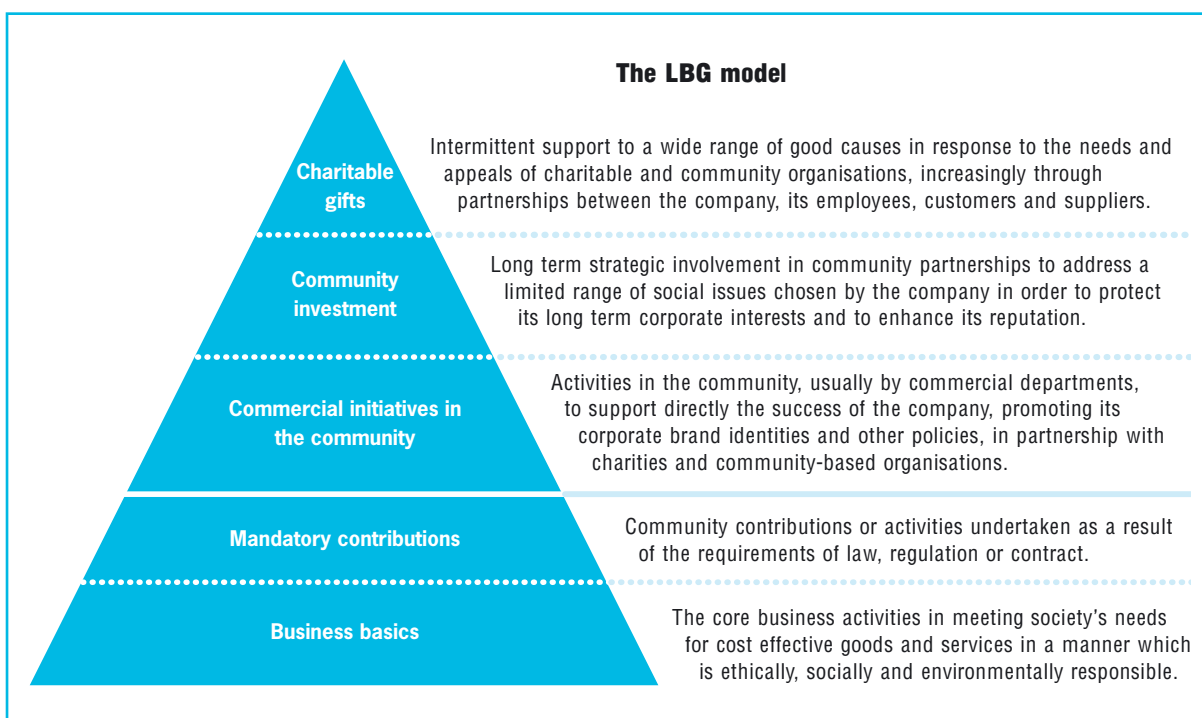 The LBG model
Charitable
gifts
Intermittent support to a wide range of good causes in response to the needs and
appeals of charitable and community organisations, increasingly through
partnerships between the company, its employees, customers and suppliers.
Community
investment
Long term strategic involvement in community partnerships to address a
limited range of social issues chosen by the company in order to protect
its long term corporate interests and to enhance its reputation.
Commercial initiatives in
the community
Activities in the community, usually by commercial departments,
to support directly the success of the company, promoting its
corporate brand identities and other policies, in partnership with
charities and community-based organisations.
Mandatory contributions
Community contributions or activities undertaken as a result
of the requirements of law, regulation or contract.
Business basics
The core business activities in meeting society's needs
for cost effective goods and services in a manner which
is ethically, socially and environmentally responsible.